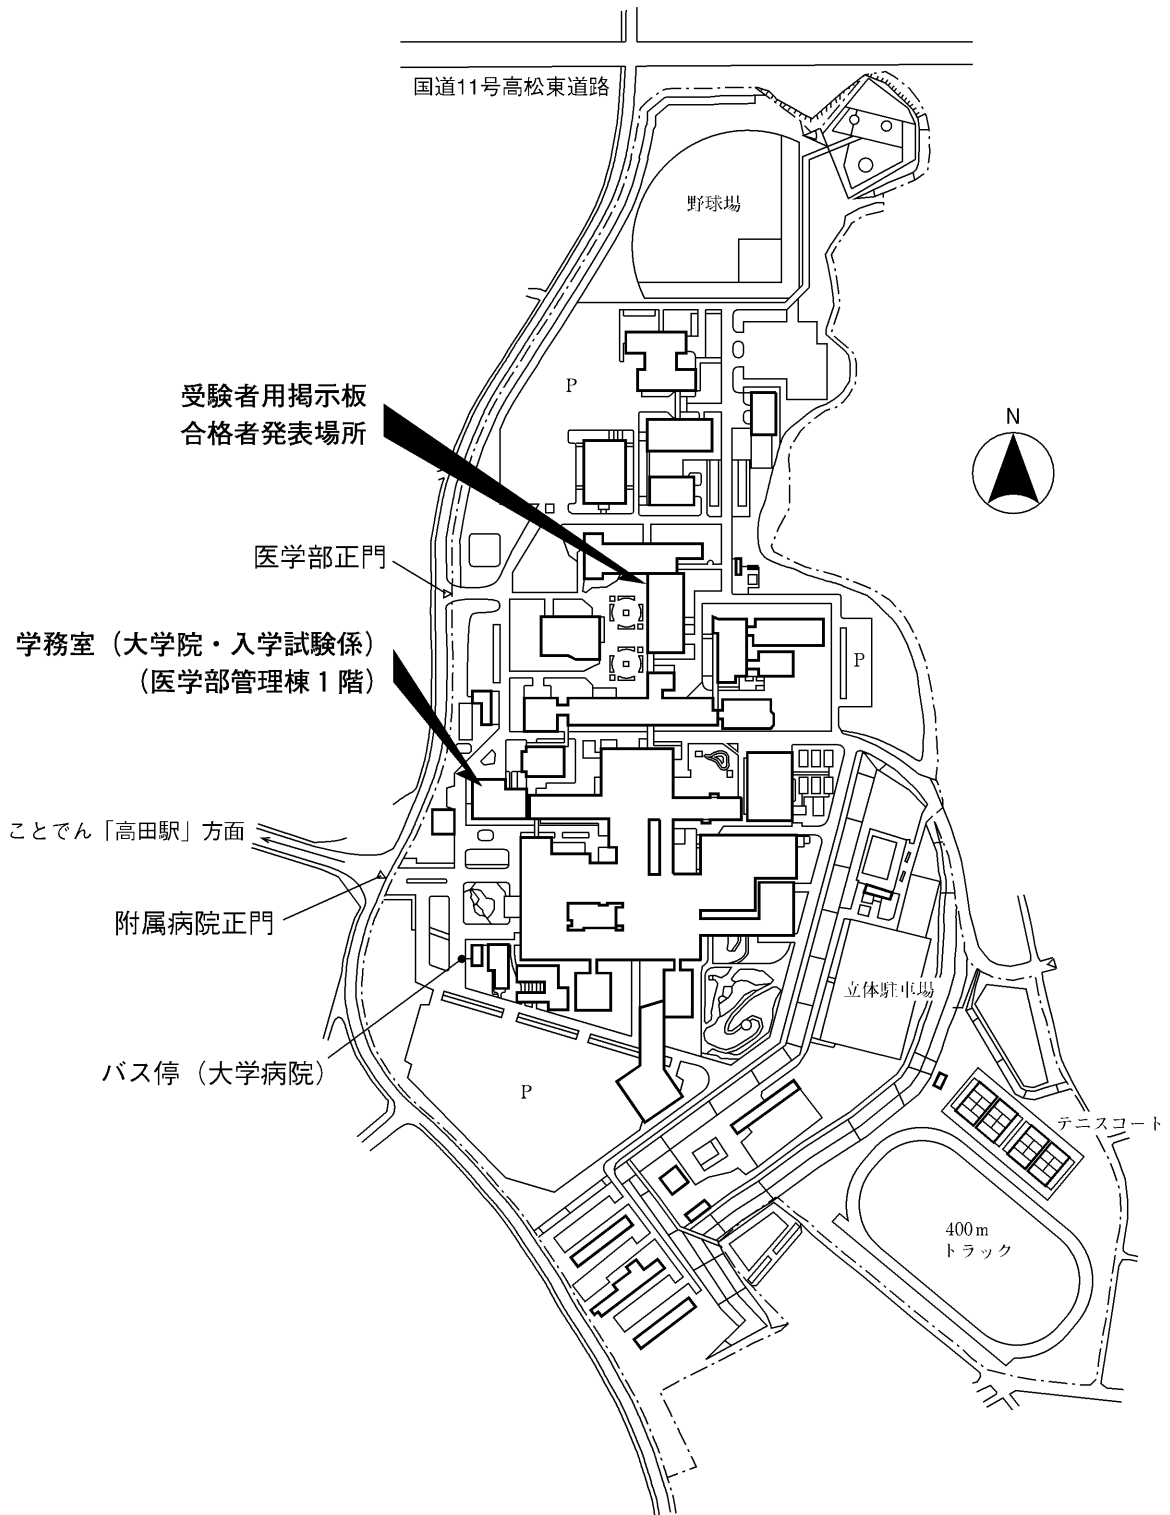 国道11号高松東道路
野球場
受験者用掲示板
合格者発表場所
P
N
医学部正門
学務室（大学院・入学試験係）
（医学部管理棟１階）
P
ことでん「高田駅」方面
附属病院正門
立体駐車場
バス停（大学病院）
P
テニスコート
400m
トラック